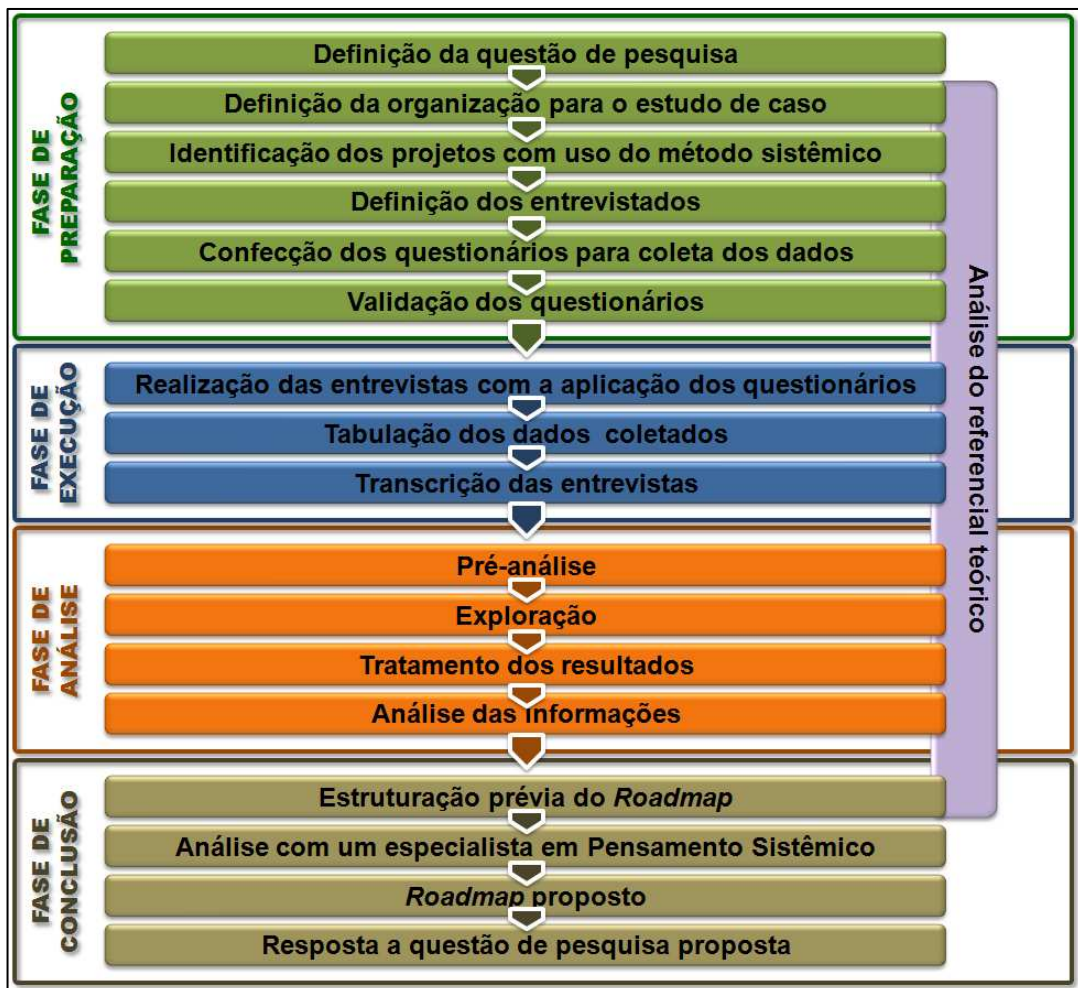 FASE DE
PREPARAÇÃO
Definição da questão de pesquisa
Definição da organização para o estudo de caso
Identificação dos projetos com uso do método sistêmico
Definição dos entrevistados
Confecção dos questionários para coleta dos dados
Validação dos questionários
FASE DE
EXECUÇÃO
Realização das entrevistas com a aplicação dos questionários
Tabulação dos dados coletados
Transcrição das entrevistas
FASE DE
ANÁLISE
Pré-análise
Exploração
Tratamento dos resultados
Análise das informações
FASE DE
CONCLUSÃO
Estruturação prévia do Roadmap
Análise com um especialista em Pensamento Sistêmico
Roadmap proposto
Resposta a questão de pesquisa proposta
Análise do referencial teórico